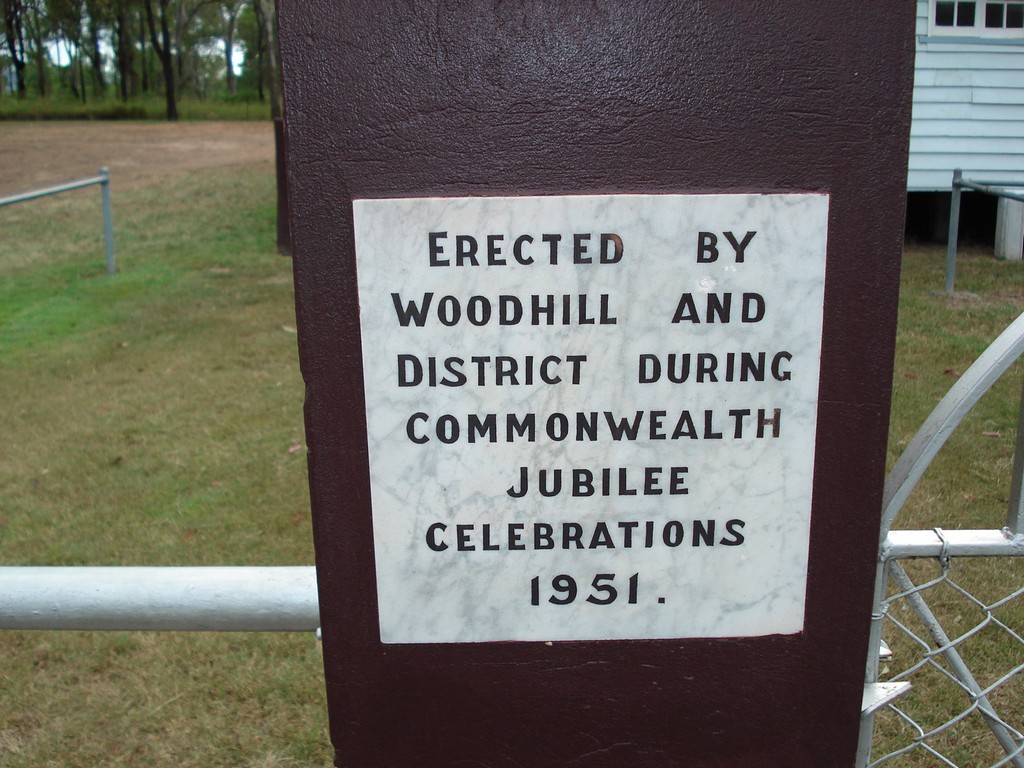 ERECTED BY
WOODHILL AND
DISTRICT DURING
COMMONWEALTH
JUBILEE
CELEBRATIONS
1951.